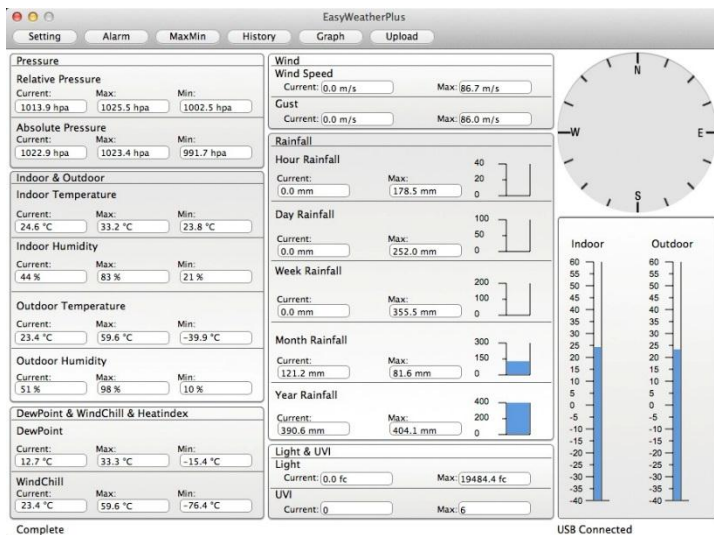 EasyWeatherPlus
Setting Alarm MaxMin History Graph Upload
Pressure
Relative Pressure
Current: Max: Min:
1013.9 hpa 1025.5 hpa 1002.5 hpa
Absolute Pressure
Current: Max: Min:
1022.9 hpa 1023.4 hpa 991.7 hpa
Indoor & Outdoor
Indoor Temperature
Current: Max: Min:
24.6 °C 33.2 °C 23.8 °C
Indoor Humidity
Current: Max: Min:
44 % 83 % 21 %
Outdoor Temperature
Current: Max: Min:
23.4 °C 59.6 °C -39.9 °C
Outdoor Humidity
Current: Max: Min:
51 % 98 % 10 %
DewPoint & WindChill & Heatindex
DewPoint
Current: Max: Min:
12.7 °C 33.3 °C -15.4 °C
WindChill
Current: Max: Min:
23.4 °C 59.6 °C -76.4 °C
Complete
Wind
Wind Speed
Current: 0.0 m/s Max: 86.7 m/s
Gust
Current: 0.0 m/s Max: 86.0 m/s
Rainfall
Hour Rainfall
Current: Max:
0.0 mm 178.5 mm
40
20
0
Day Rainfall
Current: Max:
0.0 mm 252.0 mm
100
50
0
Week Rainfall
Current: Max:
0.0 mm 355.5 mm
200
100
0
Month Rainfall
Current: Max:
121.2 mm 81.6 mm
300
150
0
Year Rainfall
Current: Max:
390.6 mm 404.1 mm
400
200
0
Light & UVI
Light
Current: 0.0 fc Max: 19484.4 fc
UVI
Current: 0 Max: 6
N
W E
S
Indoor Outdoor
60 60
55 55
50 50
45 45
40 40
35 35
30 30
25 25
20 20
15 15
10 10
5 5
0 0
-5 -5
-10 -10
-15 -15
-20 -20
-25 -25
-30 -30
-35 -35
-40 -40
USB Connected